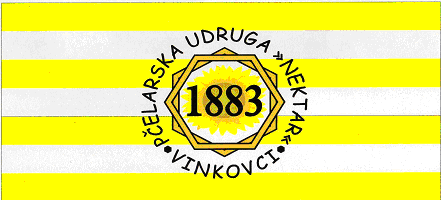 PČELARSKA UDRUGA »NEKTAR«
1883
•VINKOVCI•